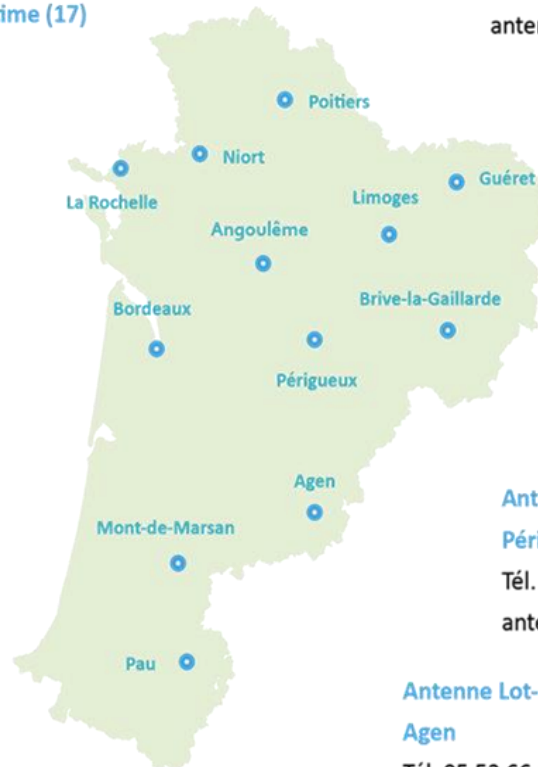 ime (17)
anter
Poitiers
Niort
Guéret
La Rochelle
Limoges
Angoulême
Brive-la-Gaillarde
Bordeaux
Périgueux
Agen
Ant
Mont-de-Marsan
Péri
Tél.
ante
Pau
Antenne Lot-
Agen